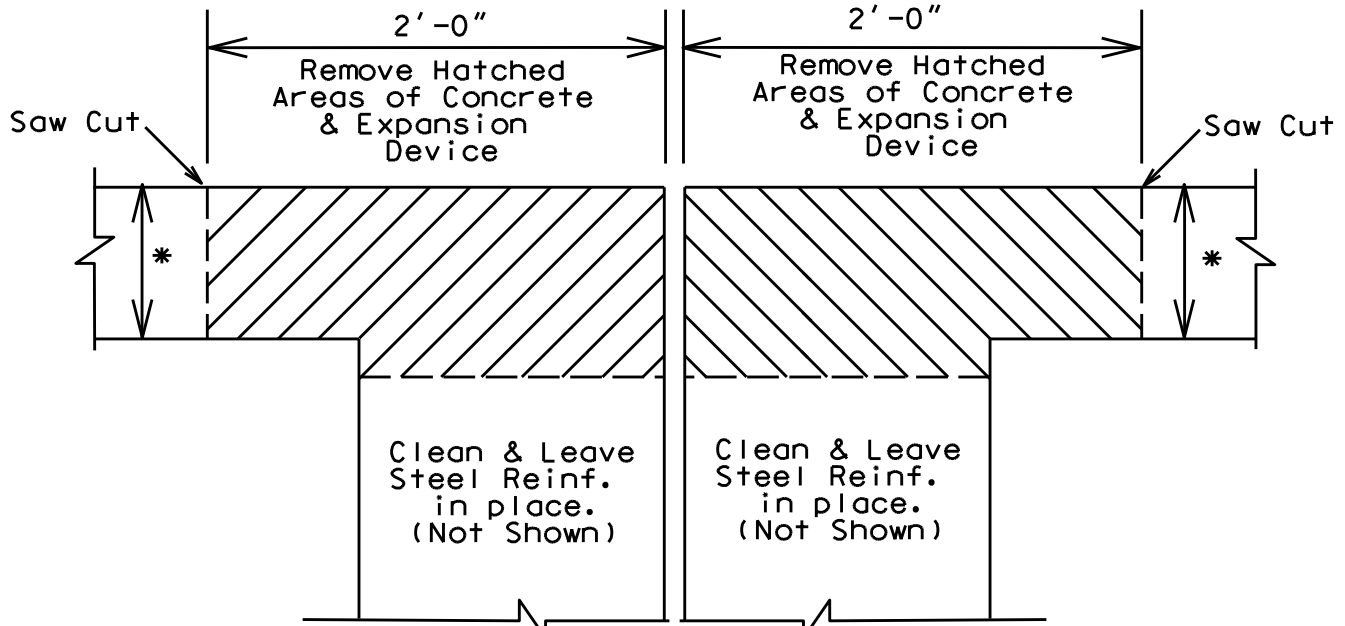 2'-0"
Remove Hatched
Areas of Concrete
& Expansion
Device
2'-0"
Remove Hatched
Areas of Concrete
& Expansion
Device
Saw Cut
Saw Cut
*
*
Clean & Leave
Steel Reinf.
in place.
(Not Shown)
Clean & Leave
Steel Reinf.
in place.
(Not Shown)